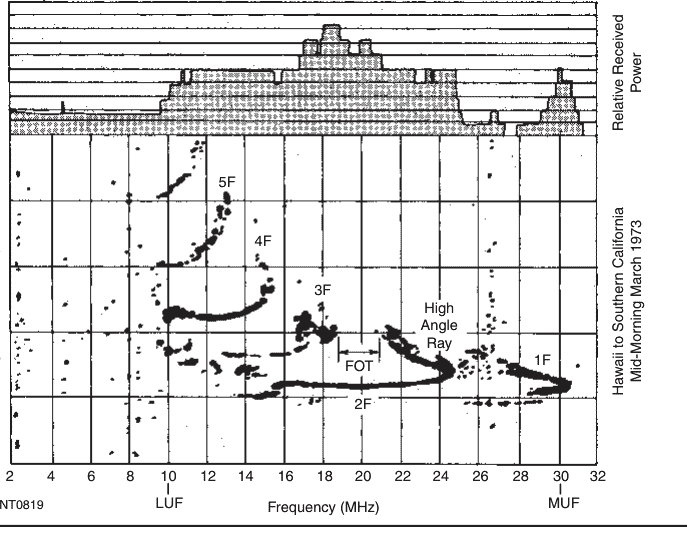 Relative Received
Power
5F
4F
3F
High
Angle
Ray
FOT
1F
2F
Hawaii to Southern California
Mid-Morning March 1973
2 4 6 8 10 12 14 16 18 20 22 24 26 28 30 32
NT0819
LUF
Frequency (MHz)
MUF